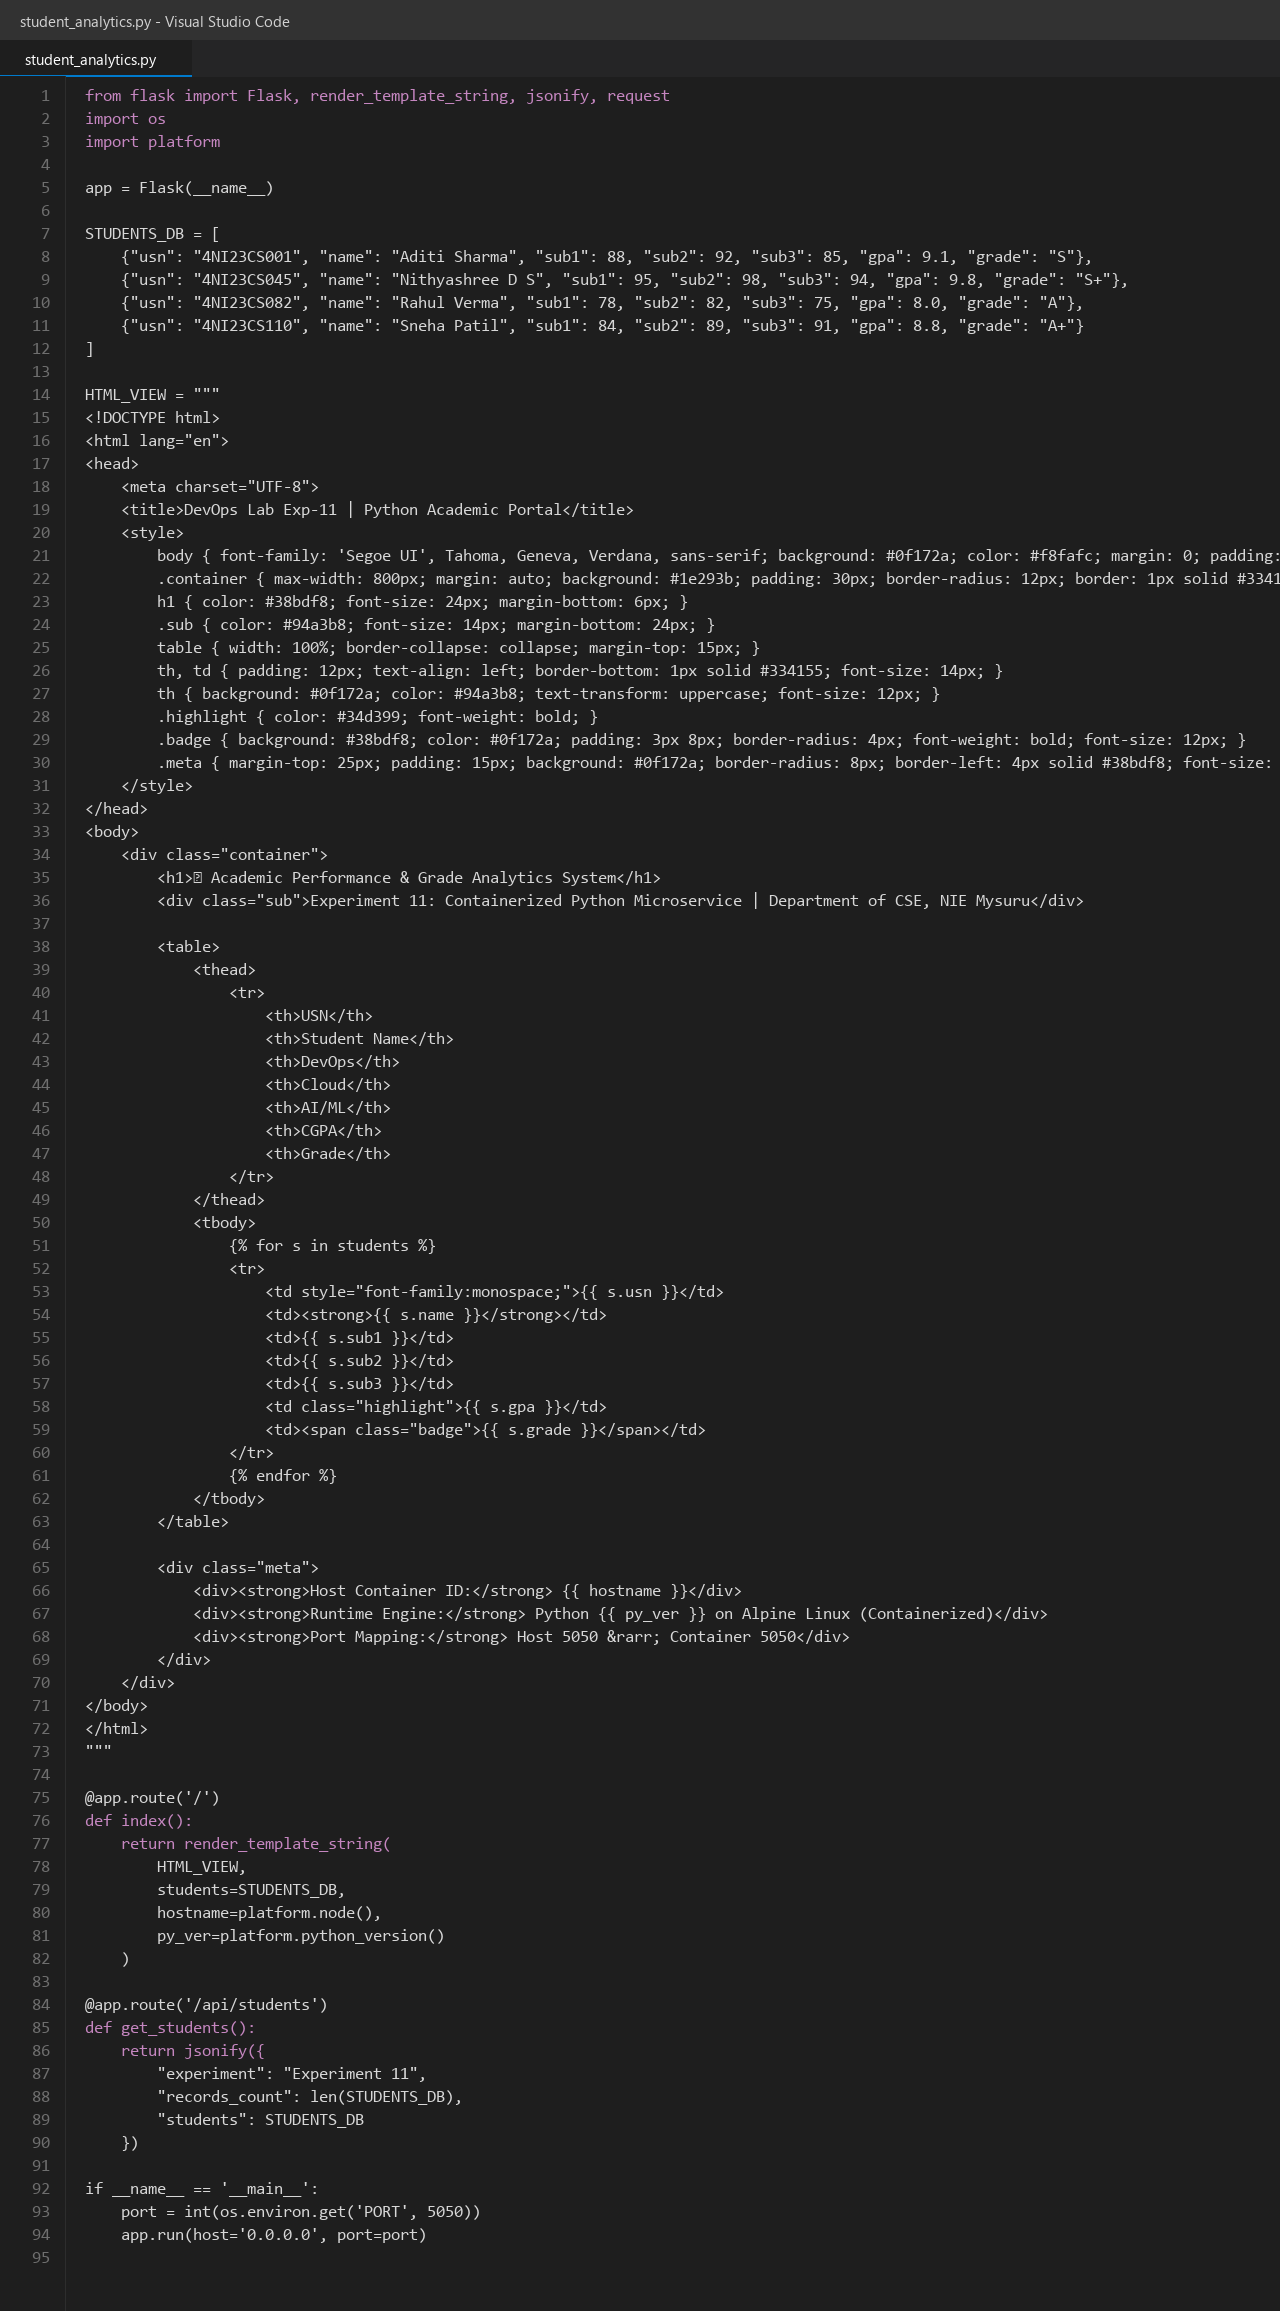 student_analytics.py - Visual Studio Code
student_analytics.py
1 from flask import Flask, render_template_string, jsonify, request
2 import os
3 import platform
4
5 app = Flask(__name__)
6
7 STUDENTS_DB = [
8     {"usn": "4NI23CS001", "name": "Aditi Sharma", "sub1": 88, "sub2": 92, "sub3": 85, "gpa": 9.1, "grade": "S"},
9     {"usn": "4NI23CS045", "name": "Nithyashree D S", "sub1": 95, "sub2": 98, "sub3": 94, "gpa": 9.8, "grade": "S+"},
10     {"usn": "4NI23CS082", "name": "Rahul Verma", "sub1": 78, "sub2": 82, "sub3": 75, "gpa": 8.0, "grade": "A"},
11     {"usn": "4NI23CS110", "name": "Sneha Patil", "sub1": 84, "sub2": 89, "sub3": 91, "gpa": 8.8, "grade": "A+"}
12 ]
13
14 HTML_VIEW = """
15 <!DOCTYPE html>
16 <html lang="en">
17 <head>
18     <meta charset="UTF-8">
19     <title>DevOps Lab Exp-11 | Python Academic Portal</title>
20     <style>
21         body { font-family: 'Segoe UI', Tahoma, Geneva, Verdana, sans-serif; background: #0f172a; color: #f8fafc; margin: 0; padding:
22         .container { max-width: 800px; margin: auto; background: #1e293b; padding: 30px; border-radius: 12px; border: 1px solid #3341
23         h1 { color: #38bdf8; font-size: 24px; margin-bottom: 6px; }
24         .sub { color: #94a3b8; font-size: 14px; margin-bottom: 24px; }
25         table { width: 100%; border-collapse: collapse; margin-top: 15px; }
26         th, td { padding: 12px; text-align: left; border-bottom: 1px solid #334155; font-size: 14px; }
27         th { background: #0f172a; color: #94a3b8; text-transform: uppercase; font-size: 12px; }
28         .highlight { color: #34d399; font-weight: bold; }
29         .badge { background: #38bdf8; color: #0f172a; padding: 3px 8px; border-radius: 4px; font-weight: bold; font-size: 12px; }
30         .meta { margin-top: 25px; padding: 15px; background: #0f172a; border-radius: 8px; border-left: 4px solid #38bdf8; font-size:
31     </style>
32 </head>
33 <body>
34     <div class="container">
35         <h1> Academic Performance & Grade Analytics System</h1>
36         <div class="sub">Experiment 11: Containerized Python Microservice | Department of CSE, NIE Mysuru</div>
37
38         <table>
39             <thead>
40                 <tr>
41                     <th>USN</th>
42                     <th>Student Name</th>
43                     <th>DevOps</th>
44                     <th>Cloud</th>
45                     <th>AI/ML</th>
46                     <th>CGPA</th>
47                     <th>Grade</th>
48                 </tr>
49             </thead>
50             <tbody>
51                 {% for s in students %}
52                 <tr>
53                     <td style="font-family:monospace;">{{ s.usn }}</td>
54                     <td><strong>{{ s.name }}</strong></td>
55                     <td>{{ s.sub1 }}</td>
56                     <td>{{ s.sub2 }}</td>
57                     <td>{{ s.sub3 }}</td>
58                     <td class="highlight">{{ s.gpa }}</td>
59                     <td><span class="badge">{{ s.grade }}</span></td>
60                 </tr>
61                 {% endfor %}
62             </tbody>
63         </table>
64
65         <div class="meta">
66             <div><strong>Host Container ID:</strong> {{ hostname }}</div>
67             <div><strong>Runtime Engine:</strong> Python {{ py_ver }} on Alpine Linux (Containerized)</div>
68             <div><strong>Port Mapping:</strong> Host 5050 &rarr; Container 5050</div>
69         </div>
70     </div>
71 </body>
72 </html>
73 """
74
75 @app.route('/')
76 def index():
77     return render_template_string(
78         HTML_VIEW,
79         students=STUDENTS_DB,
80         hostname=platform.node(),
81         py_ver=platform.python_version()
82     )
83
84 @app.route('/api/students')
85 def get_students():
86     return jsonify({
87         "experiment": "Experiment 11",
88         "records_count": len(STUDENTS_DB),
89         "students": STUDENTS_DB
90     })
91
92 if __name__ == '__main__':
93     port = int(os.environ.get('PORT', 5050))
94     app.run(host='0.0.0.0', port=port)
95